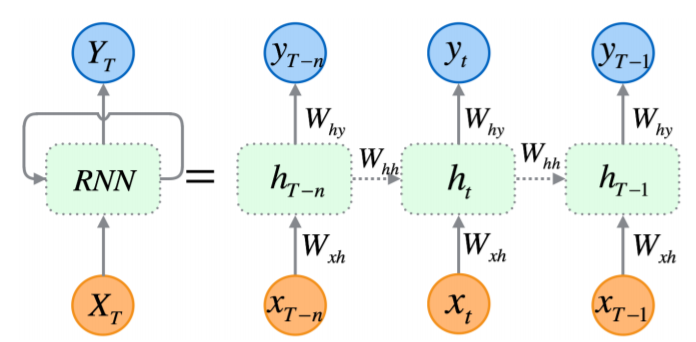 Y_T y_{T-n} y_t y_{T-1}
W_{hy} W_{hy} W_{hy}
RNN = h_{T-n} W_{hh} h_t W_{hh} h_{T-1}
W_{xh} W_{xh} W_{xh}
X_T x_{T-n} x_t x_{T-1}